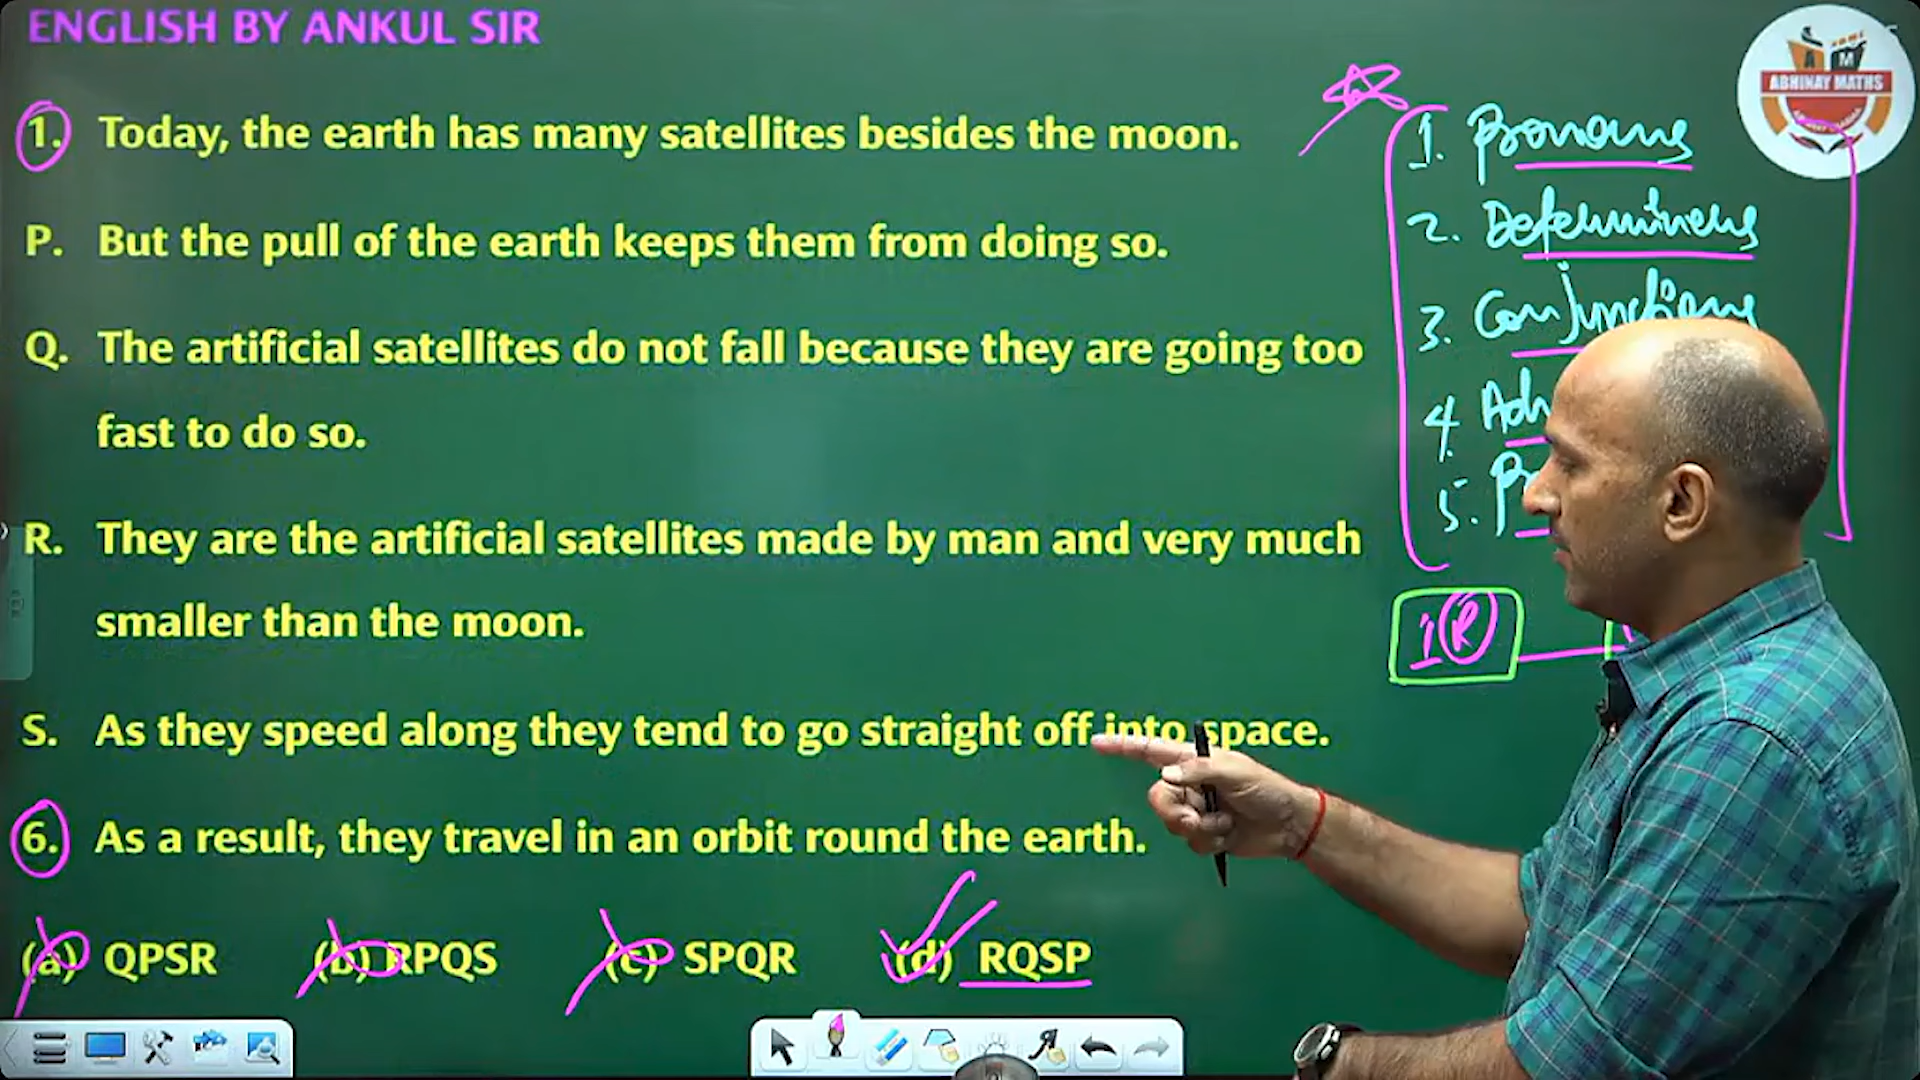 ENGLISH BY ANKUL SIR
1. Today, the earth has many satellites besides the moon.
P. But the pull of the earth keeps them from doing so.
Q. The artificial satellites do not fall because they are going too
fast to do so.
R. They are the artificial satellites made by man and very much
smaller than the moon.
S. As they speed along they tend to go straight off into space.
6. As a result, they travel in an orbit round the earth.
(a) QPSR (b) RPQS (c) SPQR (d) RQSP
1. Pronouns
2. Determiners
3. Conjunctions
4.
5.
1 R
A M
ABHINAY MATHS